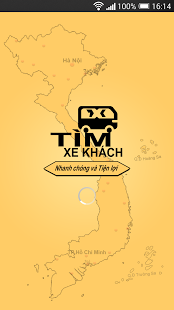 100% 16:14
Hà Nội
TÌM
XE KHÁCH
Nhanh chóng và Tiện lợi
TP.Hồ Chí Minh